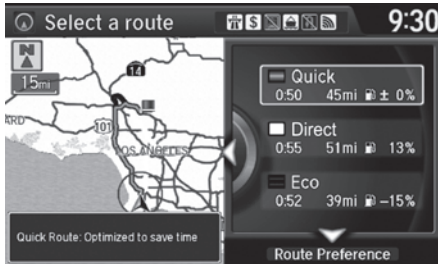 Select a route
$
9:30
N
15mi
14
101
LOS ANGELES
Quick
0:50 45mi ± 0%
Direct
0:55 51mi 13%
Eco
0:52 39mi –15%
Quick Route: Optimized to save time
Route Preference